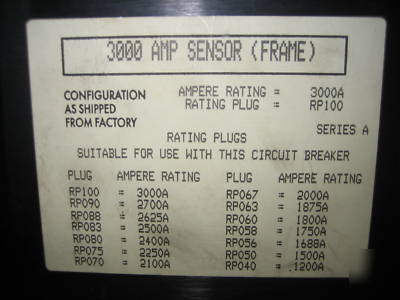 3000 AMP SENSOR (FRAME)
CONFIGURATION
AS SHIPPED
FROM FACTORY
AMPERE RATING = 3000A
RATING PLUG = RP100
SERIES A
RATING PLUGS
SUITABLE FOR USE WITH THIS CIRCUIT BREAKER
PLUG AMPERE RATING PLUG AMPERE RATING
RP100 = 3000A RP067 = 2000A
RP090 = 2700A RP063 = 1875A
RP088 = 2625A RP060 = 1800A
RP083 = 2500A RP058 = 1750A
RP080 = 2400A RP056 = 1688A
RP075 = 2250A RP050 = 1500A
RP070 = 2100A RP040 = 1200A